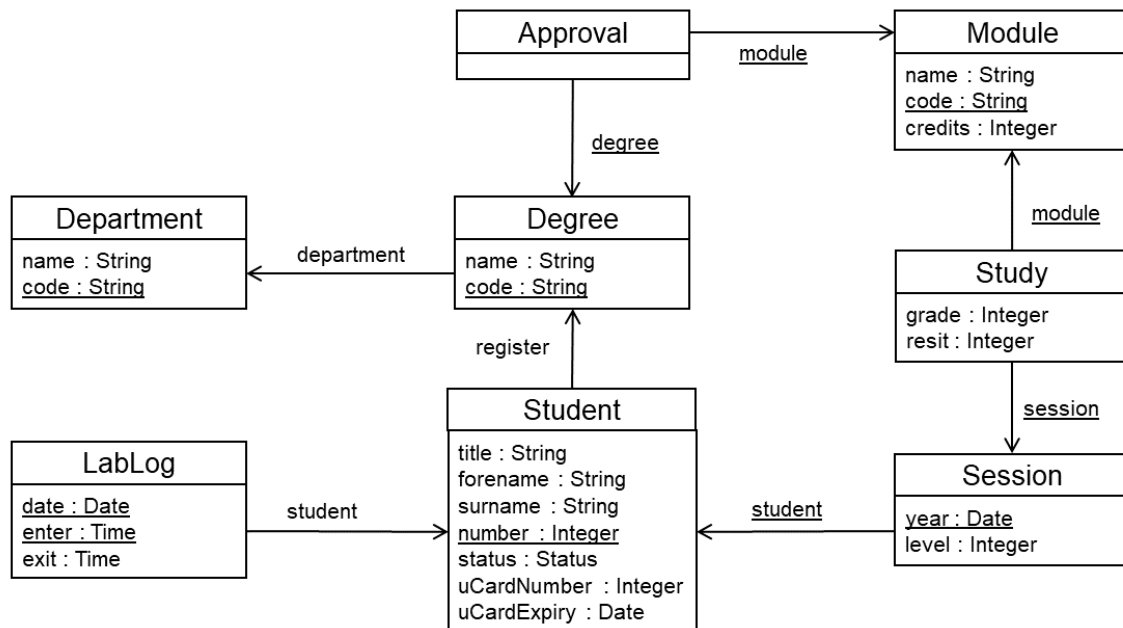 Approval
module
Module
name : String
code : String
credits : Integer
degree
Department
name : String
code : String
department
Degree
name : String
code : String
module
Study
grade : Integer
resit : Integer
register
session
LabLog
date : Date
enter : Time
exit : Time
student
Student
title : String
forename : String
surname : String
number : Integer
status : Status
uCardNumber : Integer
uCardExpiry : Date
student
Session
year : Date
level : Integer